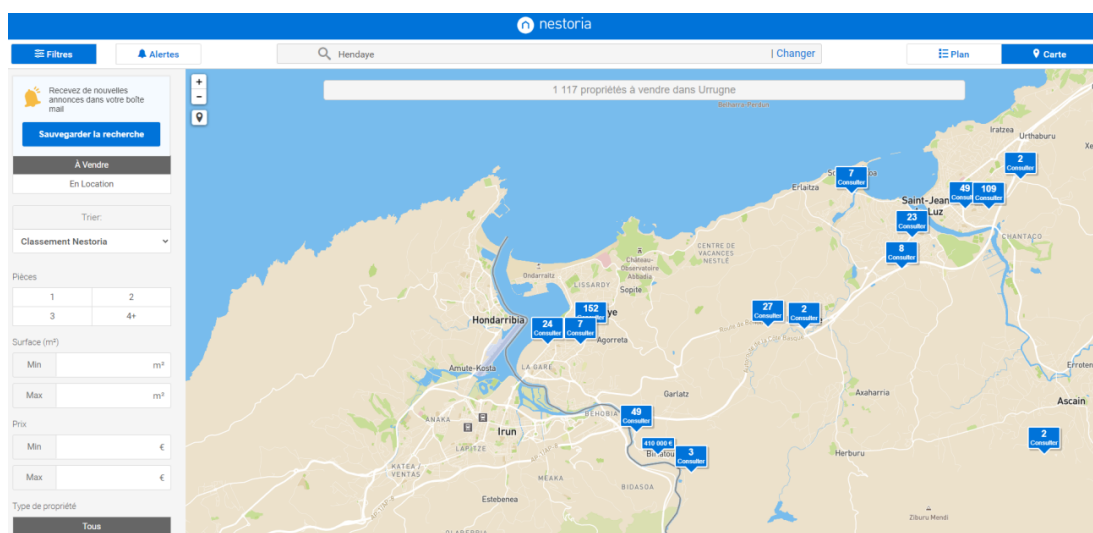 nestoria
Filtres
Alertes
Hendaye
| Changer
Plan
Carte
Recevez de nouvelles
annonces dans votre boîte
mail
Sauvegarder la recherche
À Vendre
En Location
Trier:
Classement Nestoria
Pièces
1
2
3
4+
Surface (m²)
Min
m²
Max
m²
Prix
Min
€
Max
€
Type de propriété
Tous
+
−
1 117 propriétés à vendre dans Urrugne
Iratzea
Urthaburu
2
Consulter
7
Consulter
Erlaitza
49
109
Consulter
Saint-Jean
Luz
23
Consulter
CHANTACO
8
Consulter
CENTRE DE
VACANCES
NESTLÉ
Château-
Observatoire
Abbadia
Ondarraitz
LISSARDY
Sopite
152
Hondarribia
24
Consulter
7
Consulter
Agorreta
27
Consulter
2
Consulter
Amute-Kosta
LA GARE
Erroten
Garlatz
Axaharria
Ascain
ANAKA
BEHOBIA
49
Consulter
Irun
LAPITZE
410 000 €
3
Consulter
2
Consulter
Herburu
KATEA /
VENTAS
MEAKA
BIDASOA
Estebenea
Ziburu Mendi